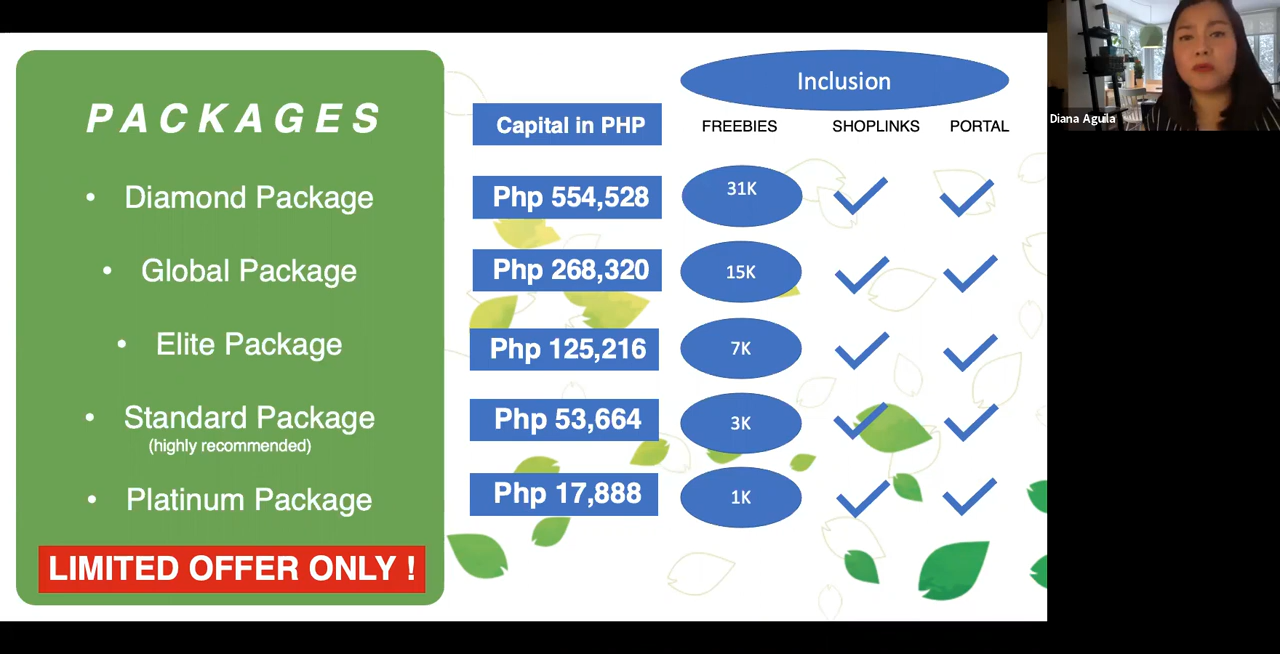 PACKAGES
Capital in PHP
Inclusion
FREEBIES SHOPLINKS PORTAL
• Diamond Package Php 554,528 31K
• Global Package Php 268,320 15K
• Elite Package Php 125,216 7K
• Standard Package Php 53,664 3K
(highly recommended)
• Platinum Package Php 17,888 1K
LIMITED OFFER ONLY !
Diana Aguila